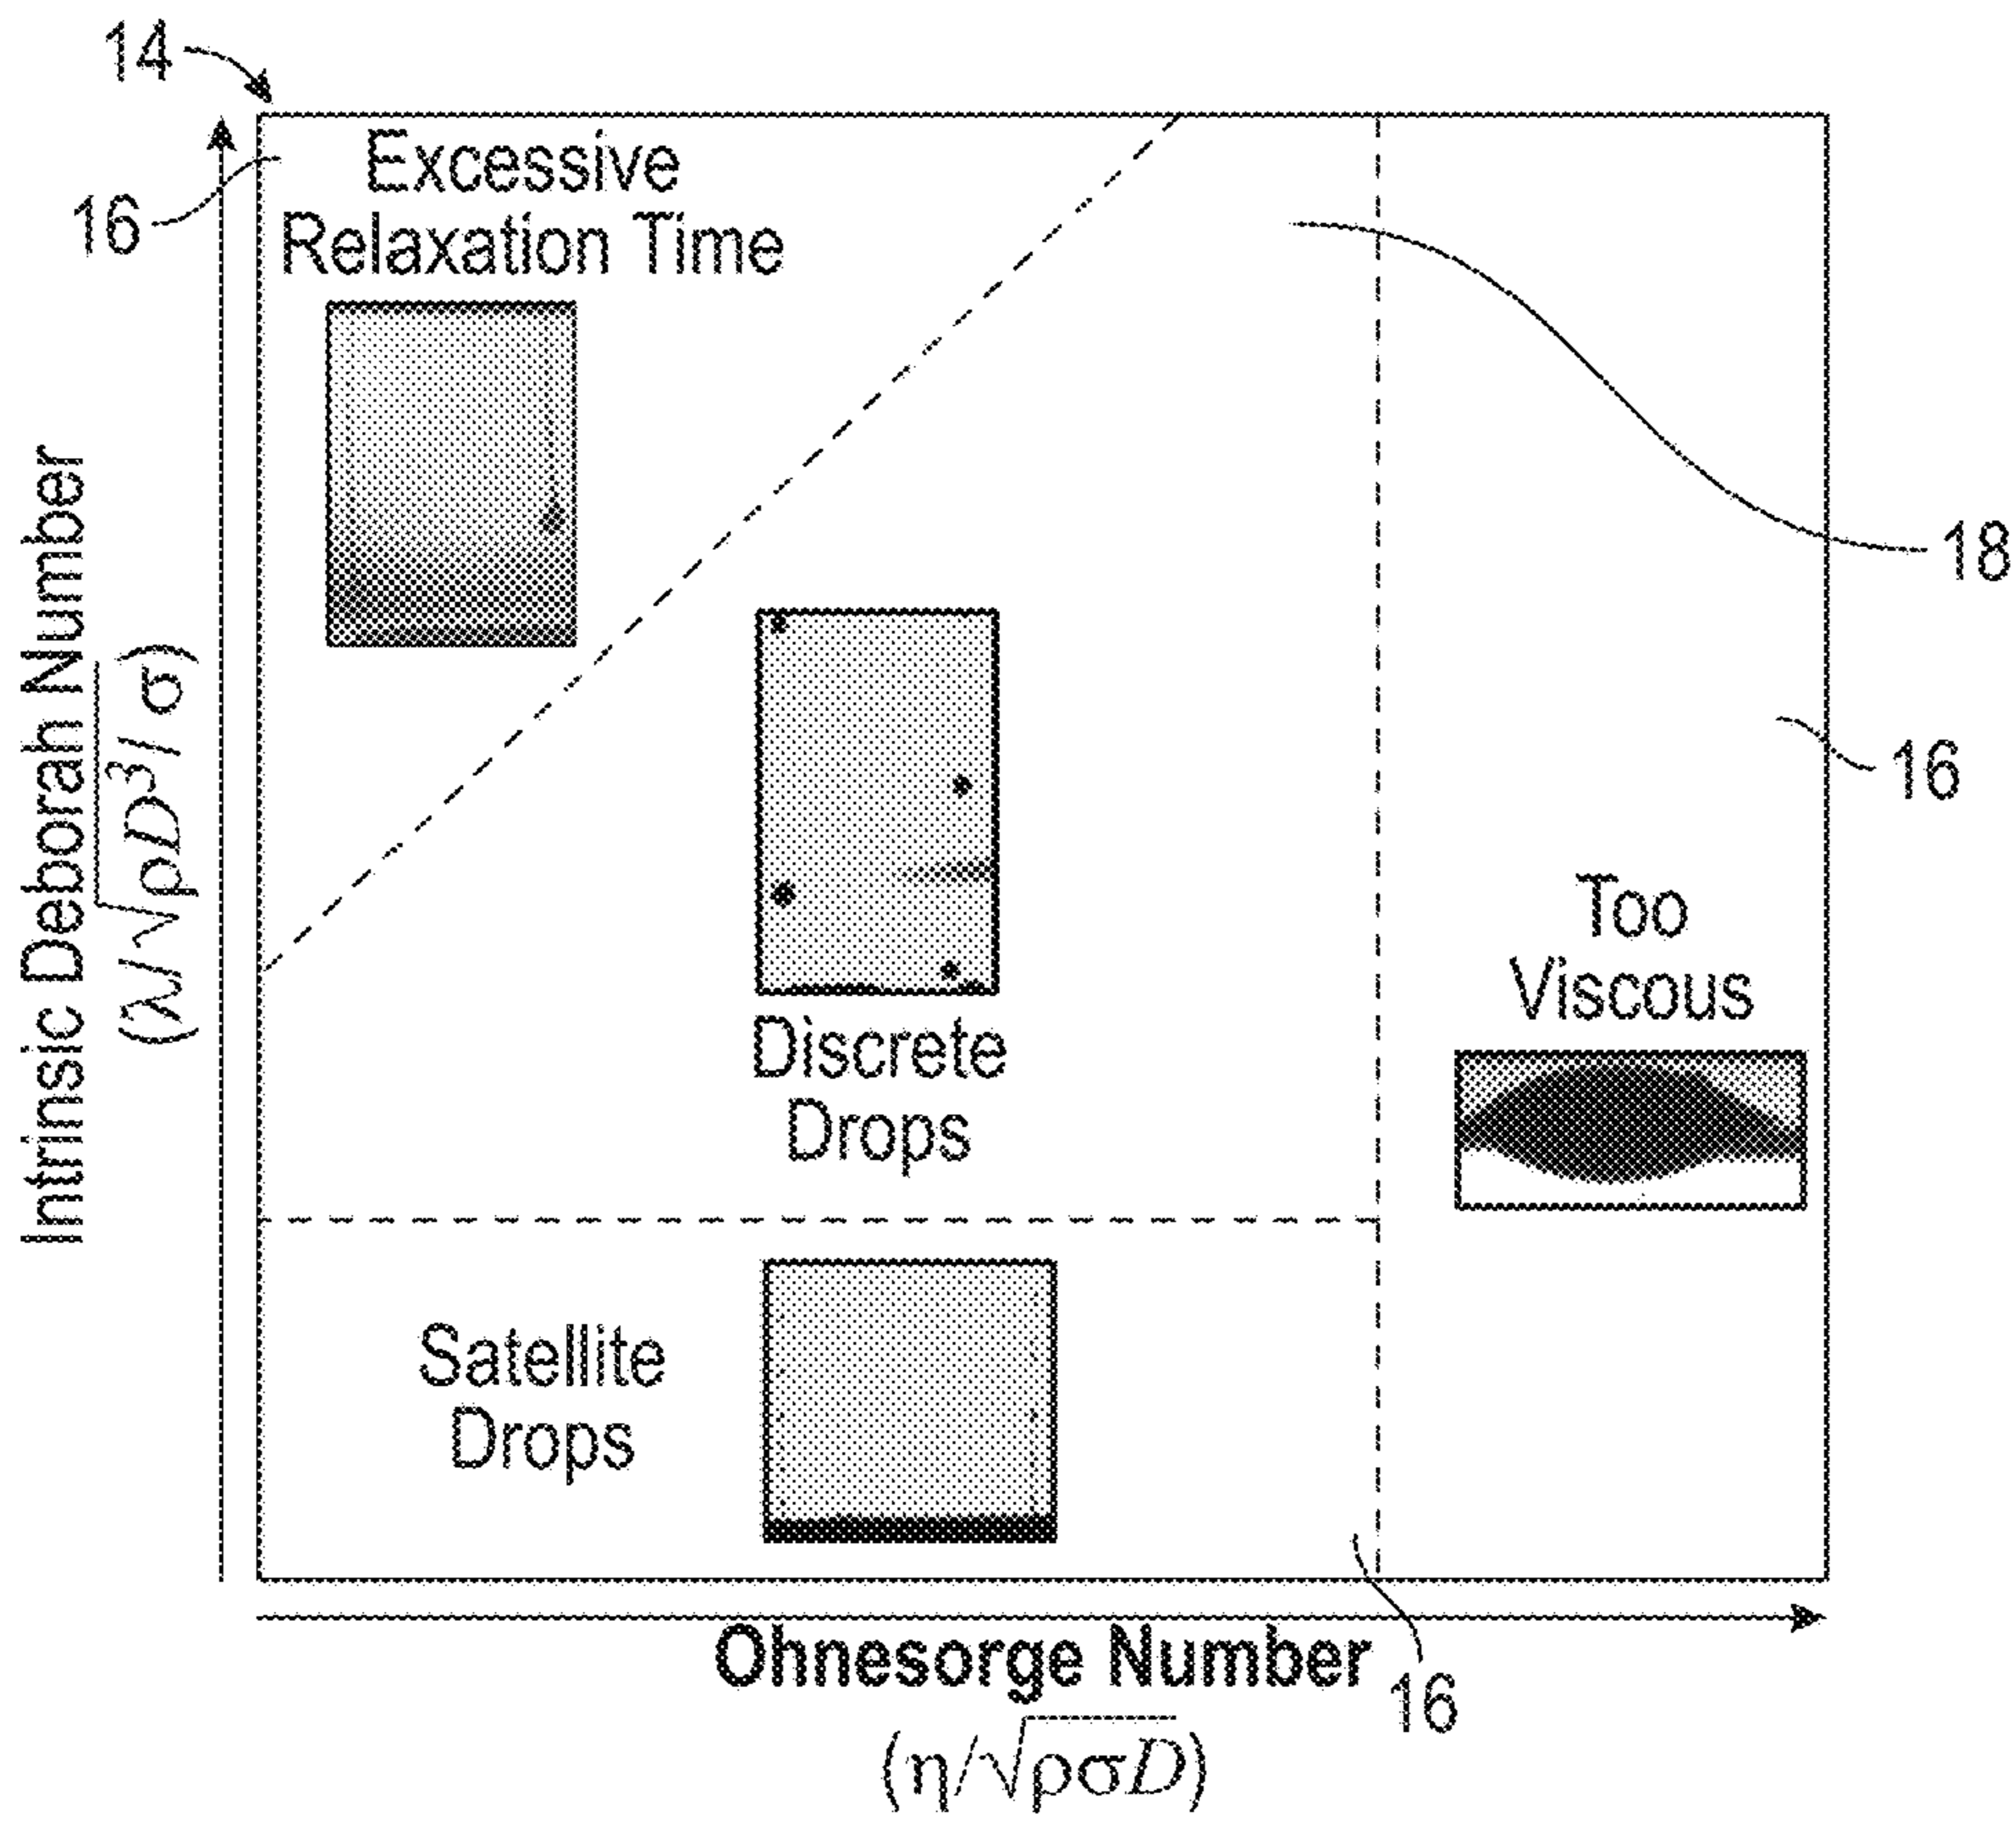 14
16
Excessive
Relaxation Time
18
16
Intrinsic Deborah Number
(λ/√ρD³/σ)
Discrete
Drops
Too
Viscous
Satellite
Drops
Ohnesorge Number
16
(η/√ρσD)